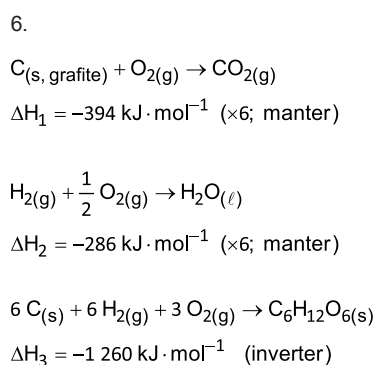 6.
C(s, grafite) + O2(g) → CO2(g)
ΔH1 = −394 kJ·mol−1 (×6; manter)
H2(g) + 1/2 O2(g) → H2O(ℓ)
ΔH2 = −286 kJ·mol−1 (×6; manter)
6 C(s) + 6 H2(g) + 3 O2(g) → C6H12O6(s)
ΔH3 = −1 260 kJ·mol−1 (inverter)